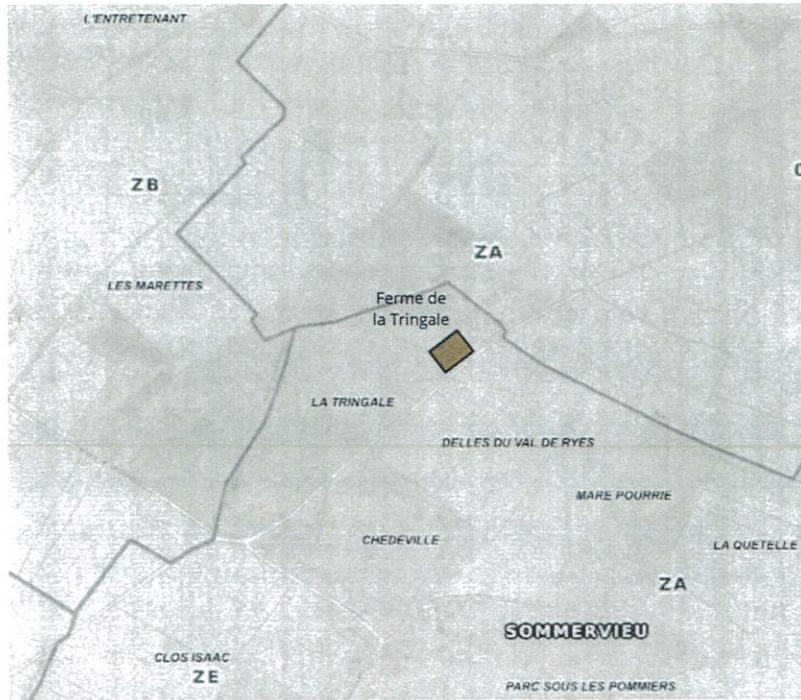 L'ENTRETENANT
ZB
ZA
LES MARETTES
Ferme de
la Tringale
LA TRINGALE
DELLES DU VAL DE RYES
MARE POURRIE
CHEDEVILLE
LA QUETELLE
ZA
SOMMERVIEU
CLOS ISAAC
ZE
PARC SOUS LES POMMIERS